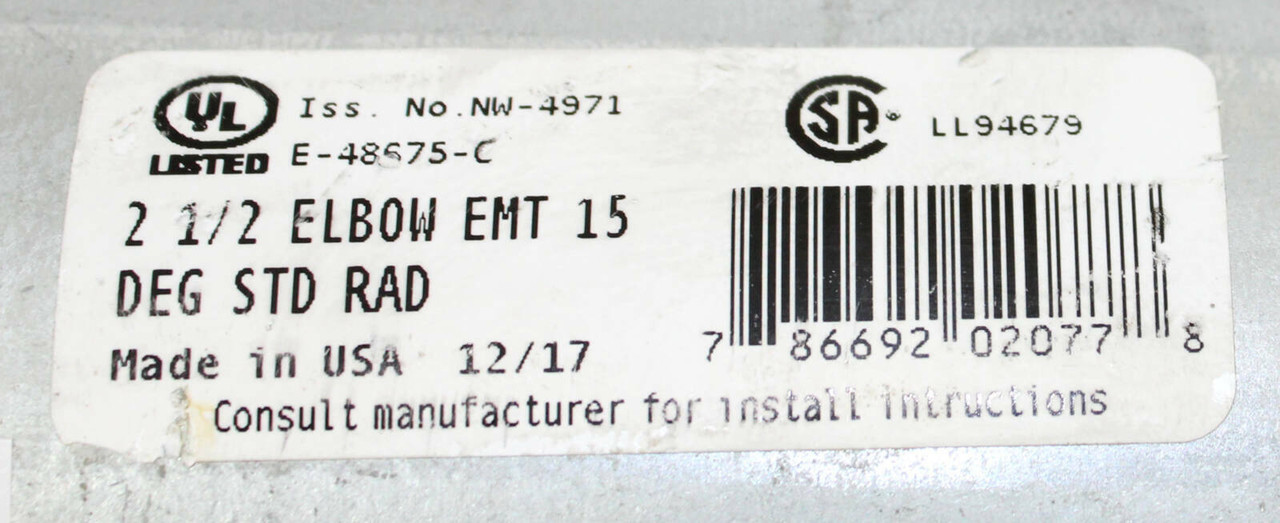 UL Iss. No.NW-4971
LISTED E-48675-C
SA® LL94679
2 1/2 ELBOW EMT 15
DEG STD RAD
7 86692 02077 8
Made in USA 12/17
Consult manufacturer for install intructions